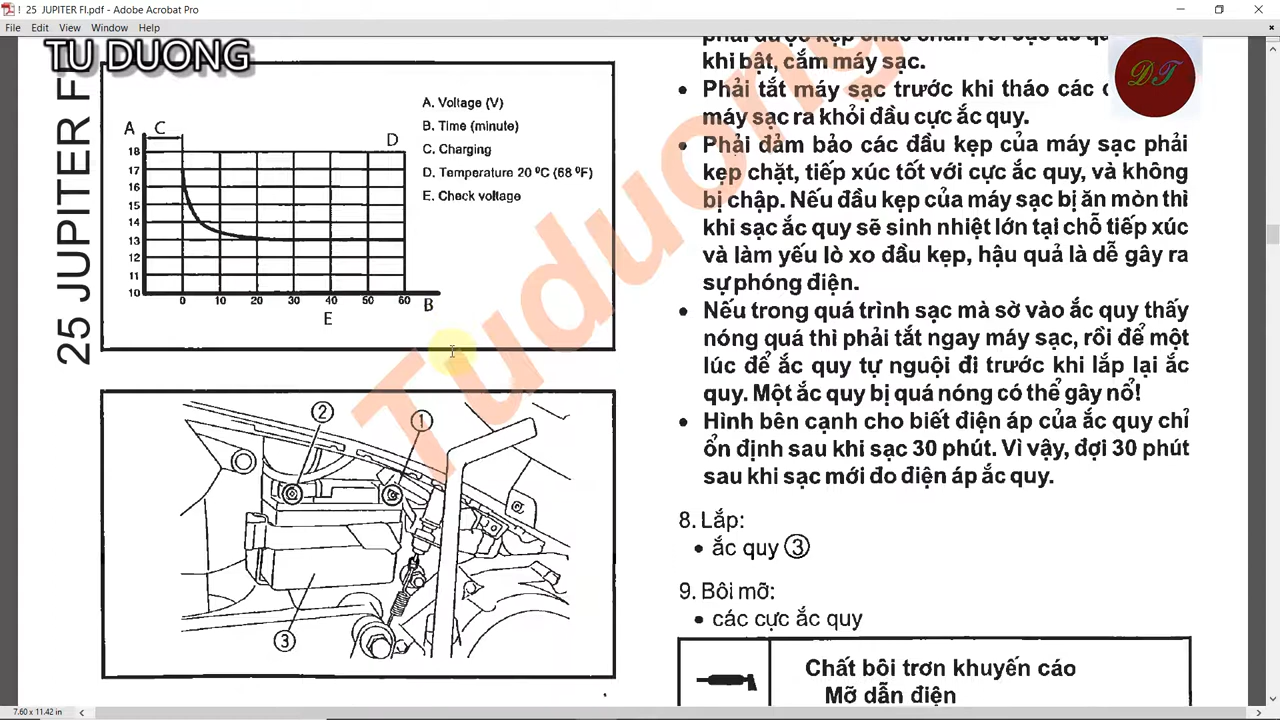 ! 25 JUPITER FI.pdf - Adobe Acrobat Pro
File Edit View Window Help
TU DUONG
25 JUPITER F
A C D
18
17
16
15
14
13
12
11
10
0 10 20 30 40 50 60 B
E
A. Voltage (V)
B. Time (minute)
C. Charging
D. Temperature 20 ⁰C (68 ⁰F)
E. Check voltage
② ①
③
Tuduong
DT
khi bật, cắm máy sạc.
• Phải tắt máy sạc trước khi tháo các
máy sạc ra khỏi đầu cực ắc quy.
• Phải đảm bảo các đầu kẹp của máy sạc phải
kẹp chặt, tiếp xúc tốt với cực ắc quy, và không
bị chập. Nếu đầu kẹp của máy sạc bị ăn mòn thì
khi sạc ắc quy sẽ sinh nhiệt lớn tại chỗ tiếp xúc
và làm yếu lò xo đầu kẹp, hậu quả là dễ gây ra
sự phóng điện.
• Nếu trong quá trình sạc mà sờ vào ắc quy thấy
nóng quá thì phải tắt ngay máy sạc, rồi để một
lúc để ắc quy tự nguội đi trước khi lắp lại ắc
quy. Một ắc quy bị quá nóng có thể gây nổ!
• Hình bên cạnh cho biết điện áp của ắc quy chỉ
ổn định sau khi sạc 30 phút. Vì vậy, đợi 30 phút
sau khi sạc mới đo điện áp ắc quy.
8. Lắp:
• ắc quy ③
9. Bôi mỡ:
• các cực ắc quy
Chất bôi trơn khuyến cáo
Mỡ dẫn điện
7.60 x 11.42 in